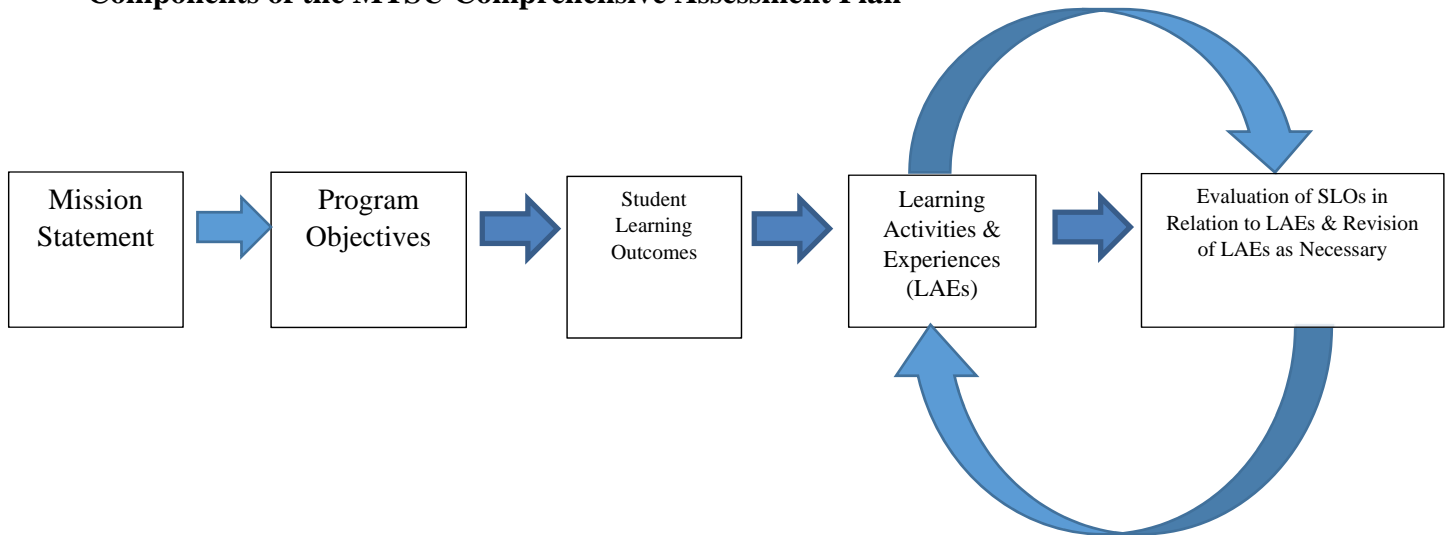 Components of the MTSU Comprehensive Assessment Plan
Mission
Statement
Program
Objectives
Student
Learning
Outcomes
Learning
Activities &
Experiences
(LAEs)
Evaluation of SLOs in
Relation to LAEs & Revision
of LAEs as Necessary